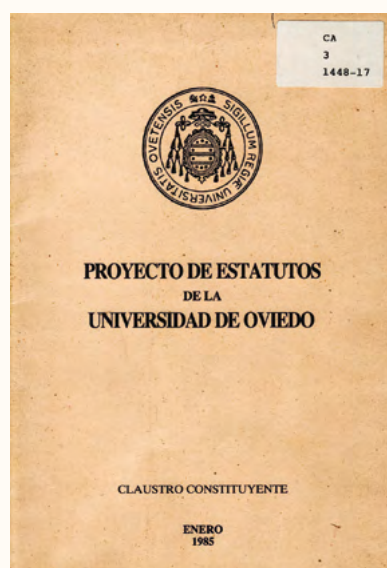 CA
3
1448-17
SIGILLUM REGIÆ UNIVERSITATIS OVETENSIS
PROYECTO DE ESTATUTOS
DE LA
UNIVERSIDAD DE OVIEDO
CLAUSTRO CONSTITUYENTE
ENERO
1985